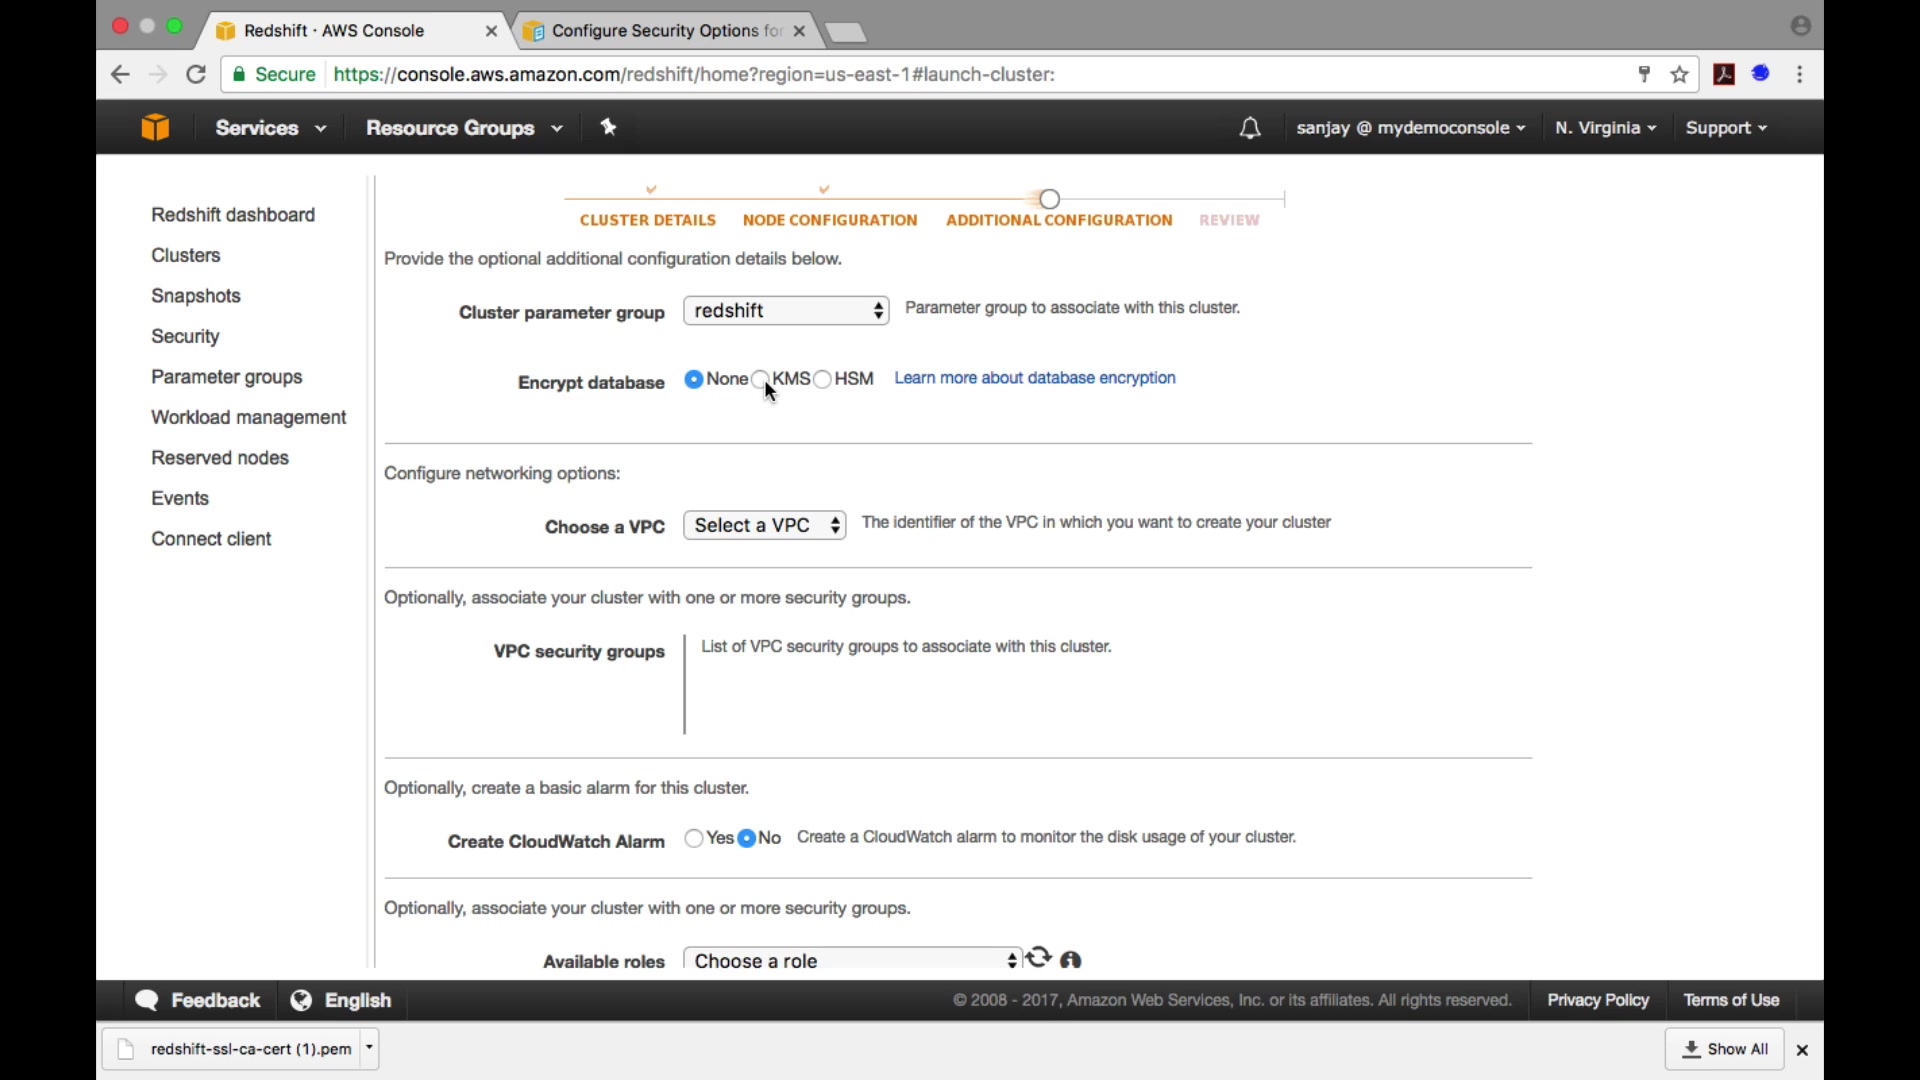 Redshift · AWS Console
Configure Security Options for
Secure https://console.aws.amazon.com/redshift/home?region=us-east-1#launch-cluster:
Services Resource Groups sanjay @ mydemoconsole N. Virginia Support
Redshift dashboard
Clusters
Snapshots
Security
Parameter groups
Workload management
Reserved nodes
Events
Connect client
CLUSTER DETAILS NODE CONFIGURATION ADDITIONAL CONFIGURATION REVIEW
Provide the optional additional configuration details below.
Cluster parameter group redshift Parameter group to associate with this cluster.
Encrypt database None KMS HSM Learn more about database encryption
Configure networking options:
Choose a VPC Select a VPC The identifier of the VPC in which you want to create your cluster
Optionally, associate your cluster with one or more security groups.
VPC security groups List of VPC security groups to associate with this cluster.
Optionally, create a basic alarm for this cluster.
Create CloudWatch Alarm Yes No Create a CloudWatch alarm to monitor the disk usage of your cluster.
Optionally, associate your cluster with one or more security groups.
Available roles Choose a role
Feedback English © 2008 - 2017, Amazon Web Services, Inc. or its affiliates. All rights reserved. Privacy Policy Terms of Use
redshift-ssl-ca-cert (1).pem Show All